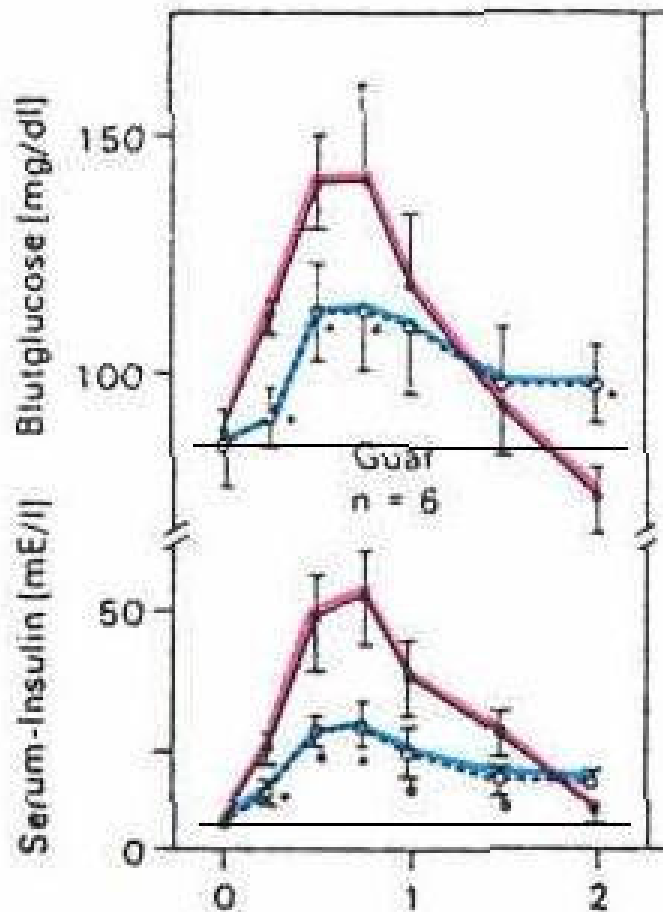 Blutglucose [mg/dl]
150
100
Guar
n = 6
Serum-Insulin [mE/l]
50
0
0 1 2